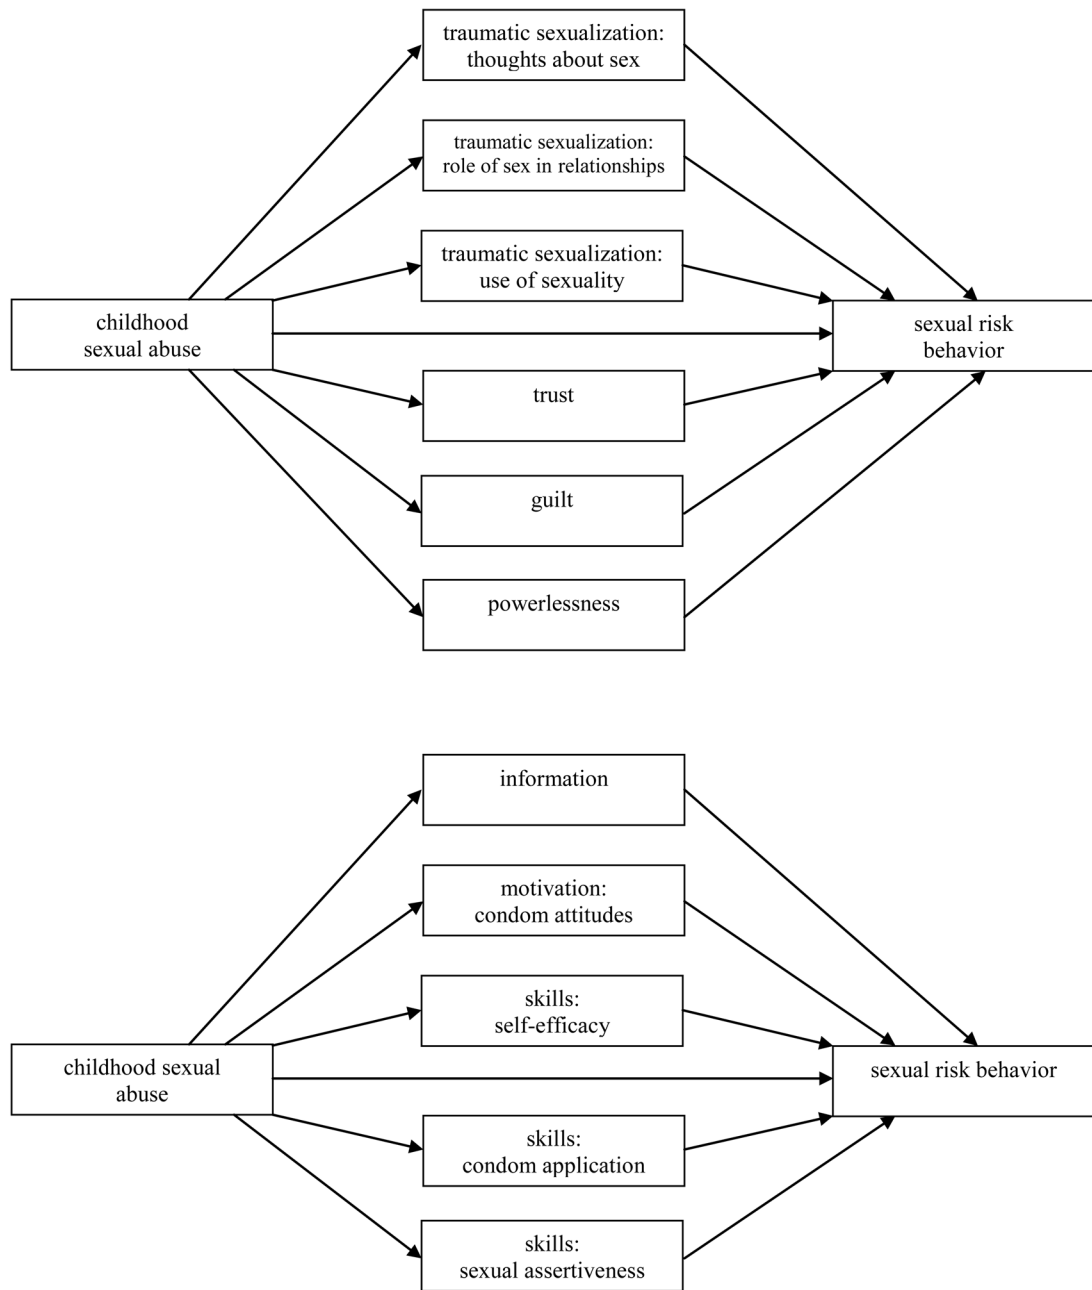 traumatic sexualization:
thoughts about sex
traumatic sexualization:
role of sex in relationships
traumatic sexualization:
use of sexuality
childhood
sexual abuse
sexual risk
behavior
trust
guilt
powerlessness
information
motivation:
condom attitudes
skills:
self-efficacy
childhood sexual
abuse
sexual risk behavior
skills:
condom application
skills:
sexual assertiveness